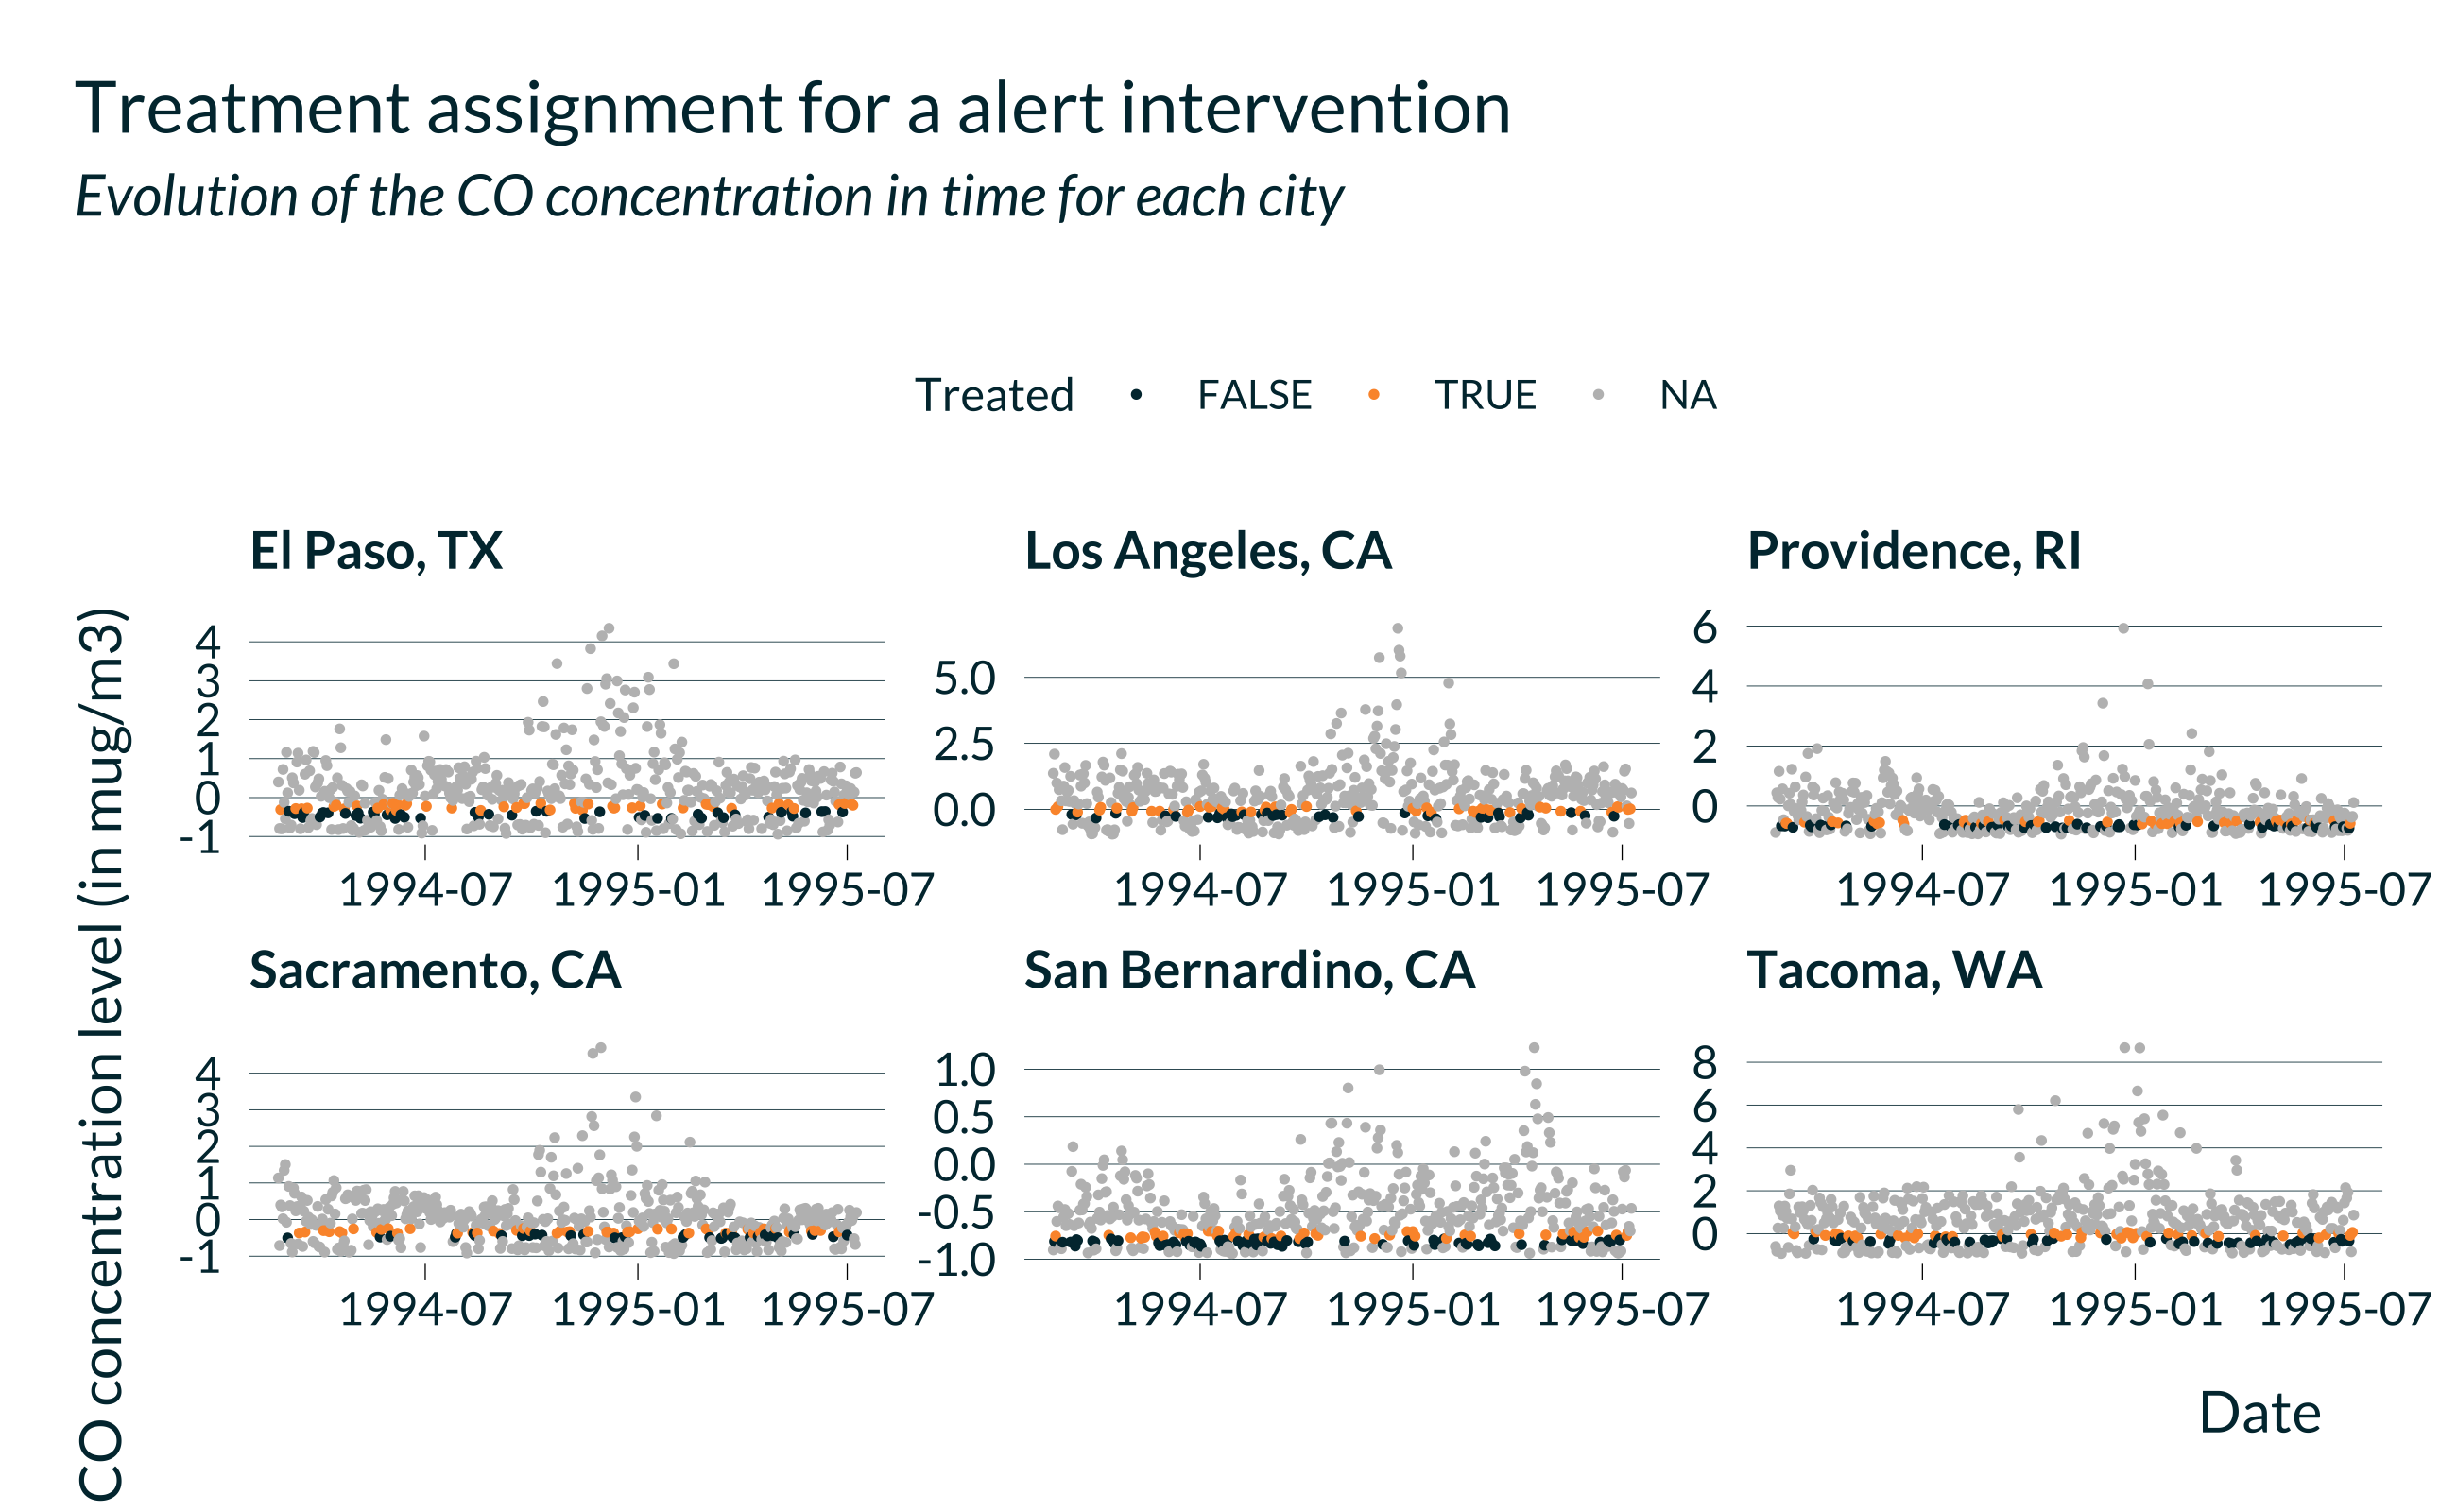 Treatment assignment for a alert intervention
Evolution of the CO concentration in time for each city
Treated FALSE TRUE NA
CO concentration level (in mug/m3)
El Paso, TX
4
3
2
1
0
-1
1994-07 1995-01 1995-07
Los Angeles, CA
5.0
2.5
0.0
1994-07 1995-01 1995-07
Providence, RI
6
4
2
0
1994-07 1995-01 1995-07
Sacramento, CA
4
3
2
1
0
-1
1994-07 1995-01 1995-07
San Bernardino, CA
1.0
0.5
0.0
-0.5
-1.0
1994-07 1995-01 1995-07
Tacoma, WA
8
6
4
2
0
1994-07 1995-01 1995-07
Date